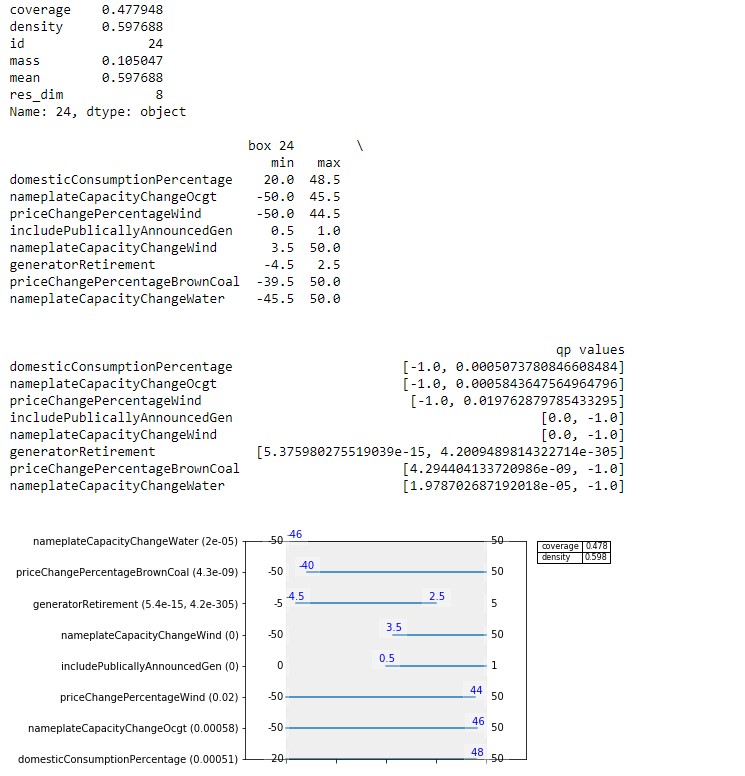 coverage    0.477948
density    0.597688
id    24
mass    0.105047
mean    0.597688
res_dim    8
Name: 24, dtype: object
box 24    \
min    max
domesticConsumptionPercentage    20.0    48.5
nameplateCapacityChangeOcgt    -50.0    45.5
priceChangePercentageWind    -50.0    44.5
includePublicallyAnnouncedGen    0.5    1.0
nameplateCapacityChangeWind    3.5    50.0
generatorRetirement    -4.5    2.5
priceChangePercentageBrownCoal    -39.5    50.0
nameplateCapacityChangeWater    -45.5    50.0
qp values
domesticConsumptionPercentage    [-1.0, 0.0005073780846608484]
nameplateCapacityChangeOcgt    [-1.0, 0.0005843647564964796]
priceChangePercentageWind    [-1.0, 0.019762879785433295]
includePublicallyAnnouncedGen    [0.0, -1.0]
nameplateCapacityChangeWind    [0.0, -1.0]
generatorRetirement    [5.375980275519039e-15, 4.2009489814322714e-305]
priceChangePercentageBrownCoal    [4.294404133720986e-09, -1.0]
nameplateCapacityChangeWater    [1.978702687192018e-05, -1.0]
nameplateCapacityChangeWater (2e-05)    -50    -46    50
coverage    0.478
density    0.598
priceChangePercentageBrownCoal (4.3e-09)    -50    -40    50
generatorRetirement (5.4e-15, 4.2e-305)    -5    -4.5    2.5    5
nameplateCapacityChangeWind (0)    -50    3.5    50
includePublicallyAnnouncedGen (0)    0    0.5    1
priceChangePercentageWind (0.02)    -50    44    50
nameplateCapacityChangeOcgt (0.00058)    -50    46    50
domesticConsumptionPercentage (0.00051)    20    48    50